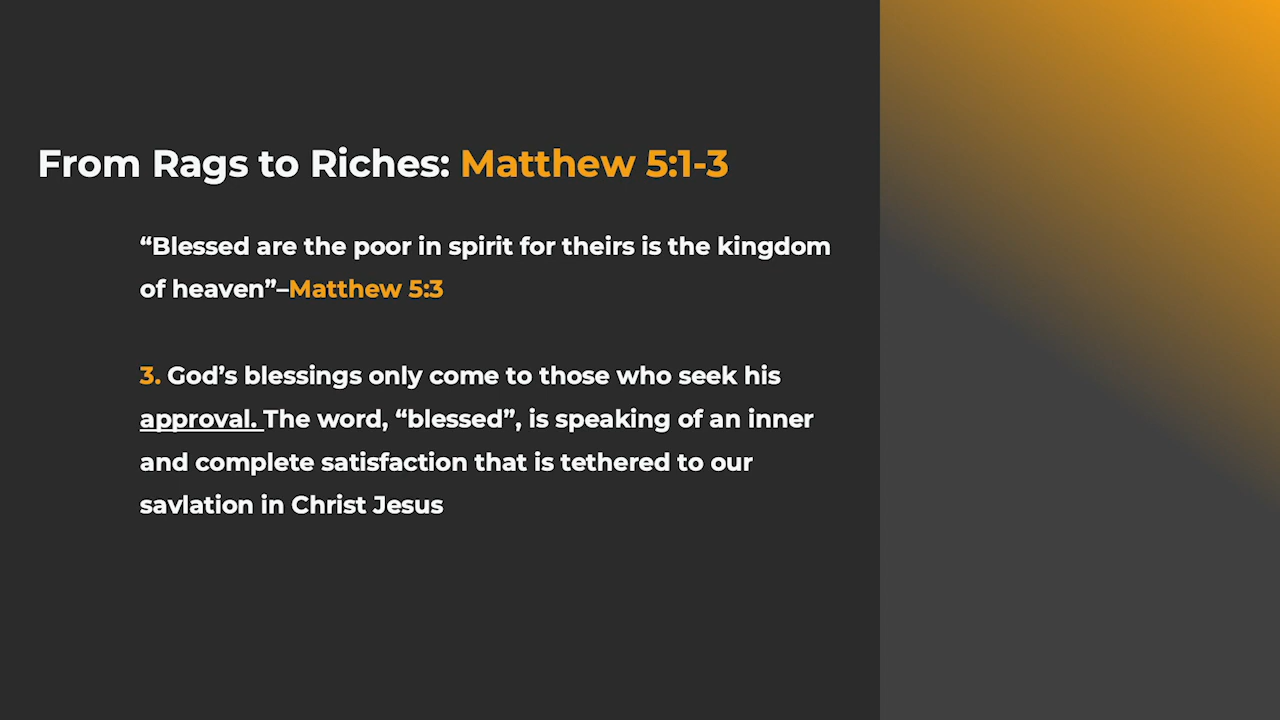 From Rags to Riches: Matthew 5:1-3
“Blessed are the poor in spirit for theirs is the kingdom
of heaven”–Matthew 5:3
3. God’s blessings only come to those who seek his
approval. The word, “blessed”, is speaking of an inner
and complete satisfaction that is tethered to our
savlation in Christ Jesus